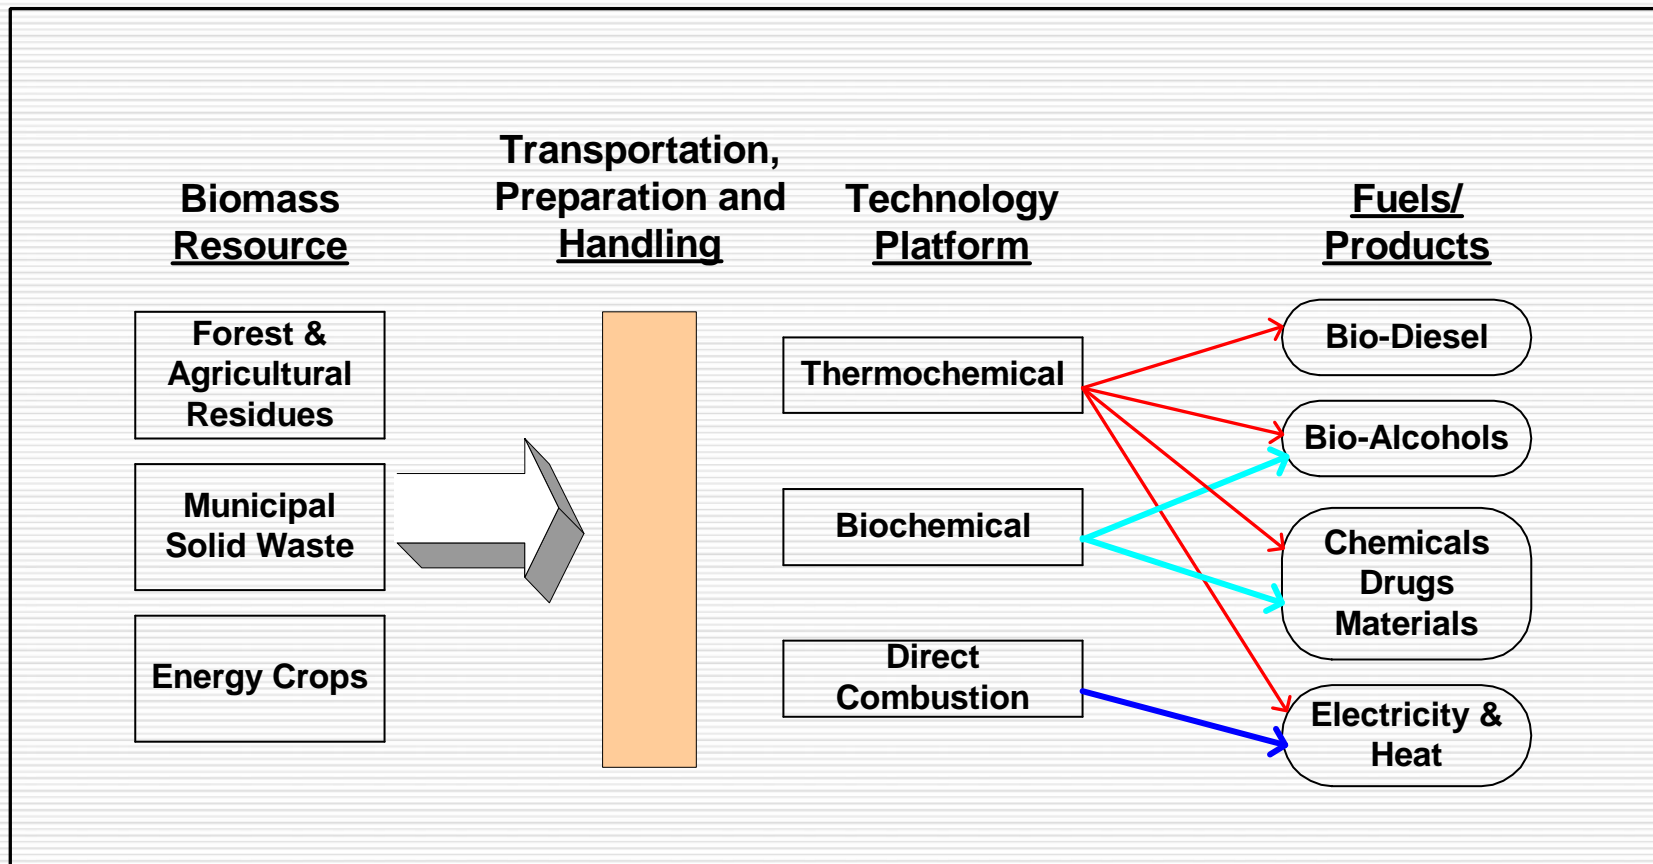 Biomass
Resource
Transportation,
Preparation and
Handling
Technology
Platform
Fuels/
Products
Forest &
Agricultural
Residues
Municipal
Solid Waste
Energy Crops
Thermochemical
Biochemical
Direct
Combustion
Bio-Diesel
Bio-Alcohols
Chemicals
Drugs
Materials
Electricity &
Heat